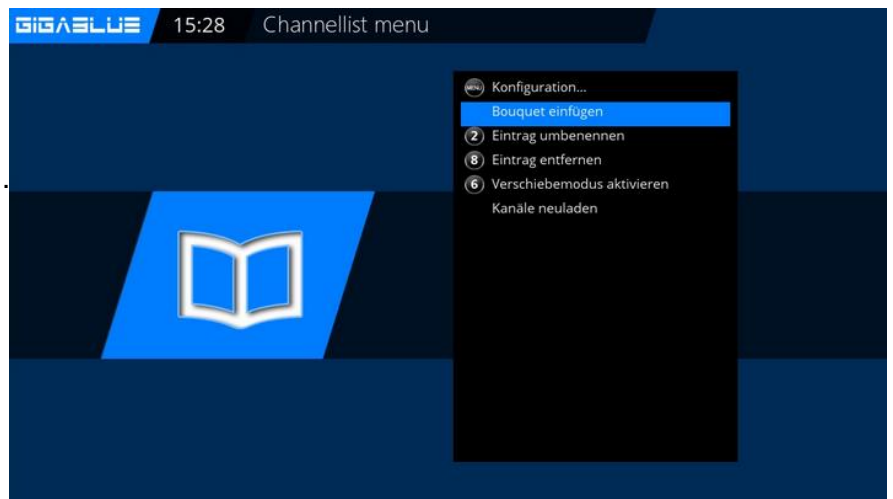 GiGABLUE 15:28 Channellist menu
MENU Konfiguration...
Bouquet einfügen
2 Eintrag umbenennen
8 Eintrag entfernen
6 Verschiebemodus aktivieren
Kanäle neuladen
.